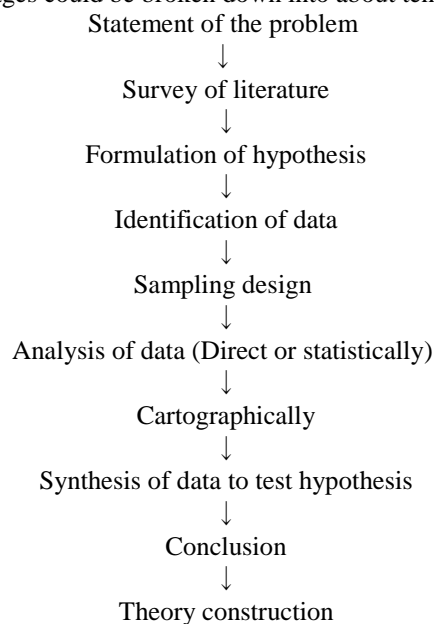 ges could be broken down into about ten
Statement of the problem
↓
Survey of literature
↓
Formulation of hypothesis
↓
Identification of data
↓
Sampling design
↓
Analysis of data (Direct or statistically)
↓
Cartographically
↓
Synthesis of data to test hypothesis
↓
Conclusion
↓
Theory construction